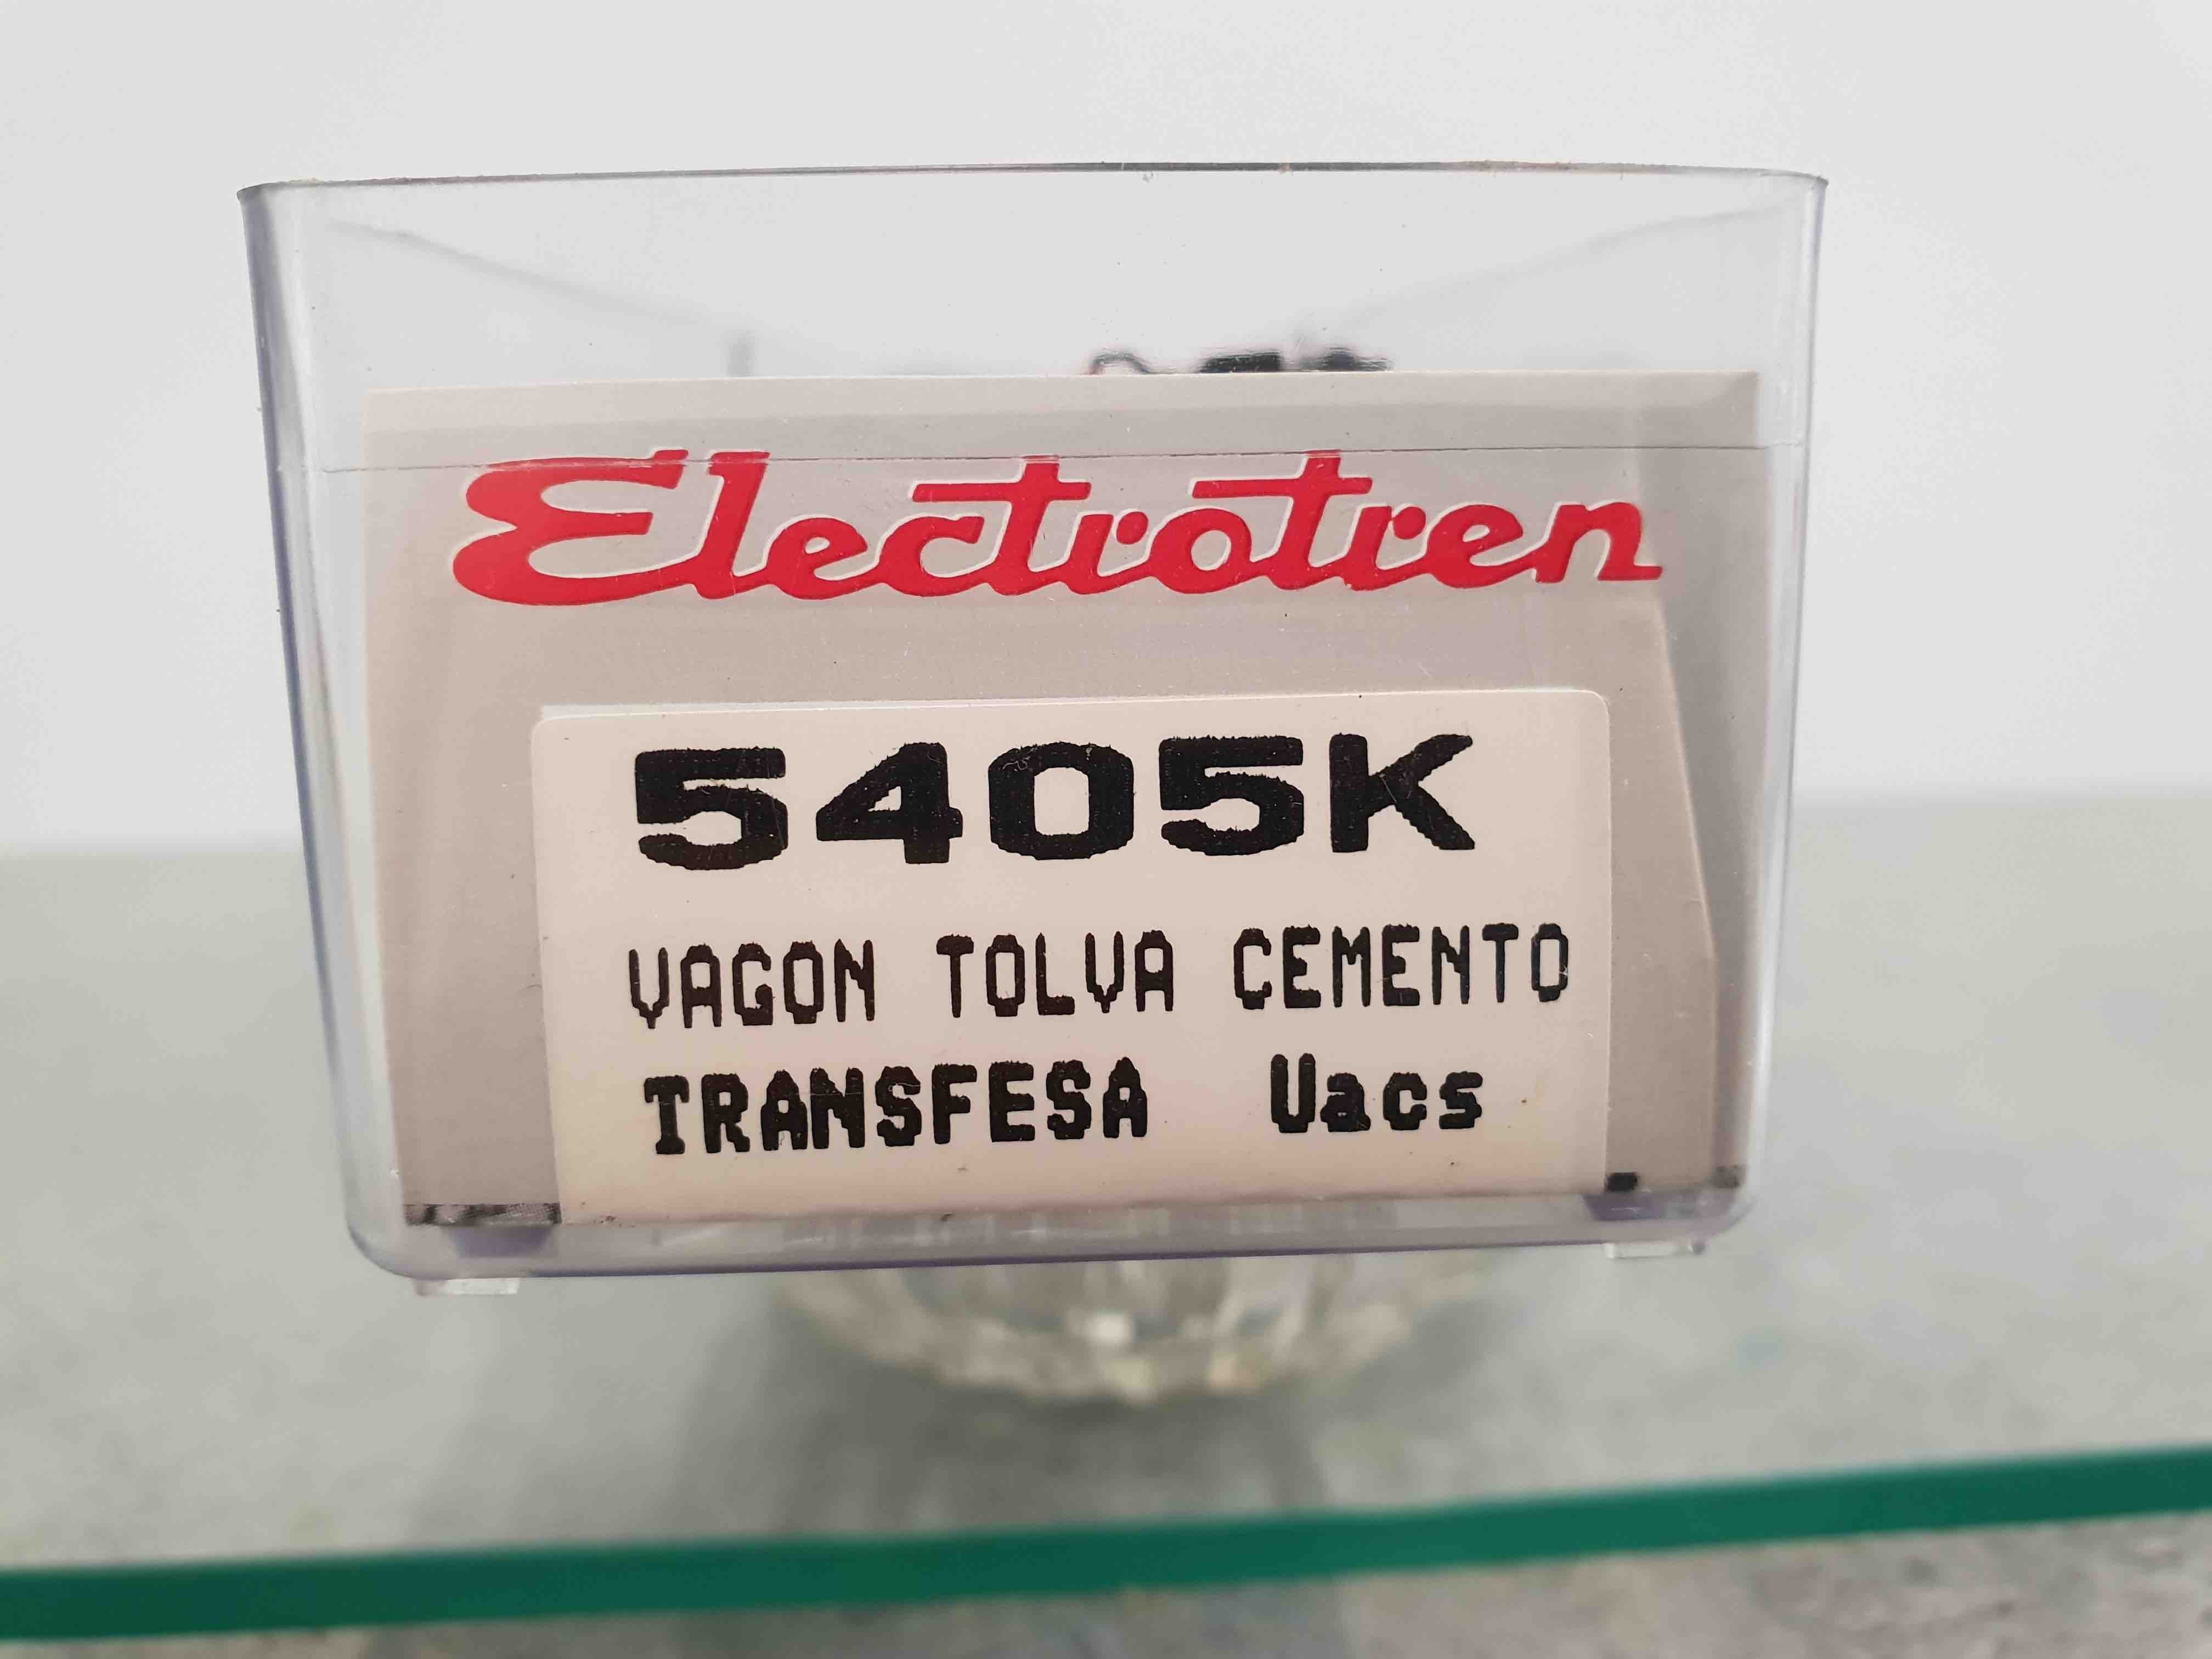 Electrotren
5405K
VAGON TOLVA CEMENTO
TRANSFESA Uacs